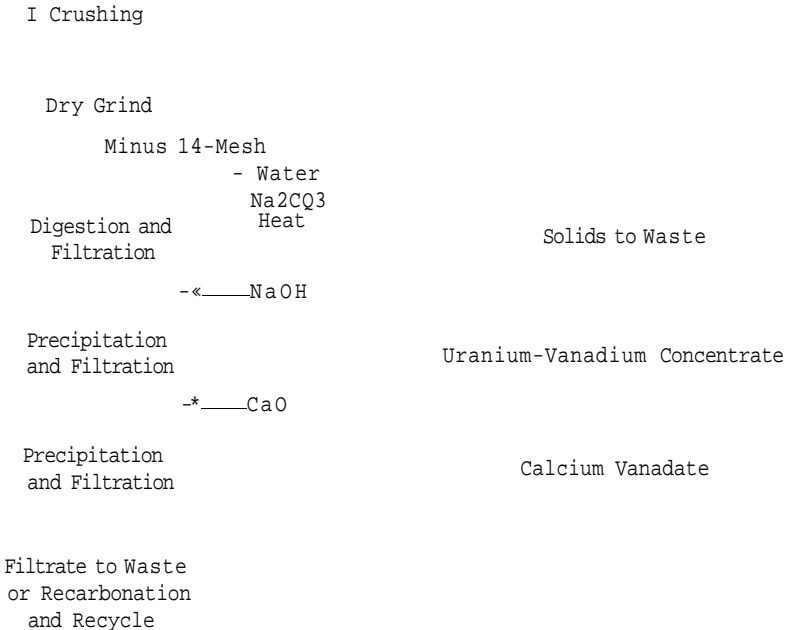 I Crushing
Dry Grind
Minus 14-Mesh
- Water
Na2CQ3
Heat
Digestion and
Filtration
Solids to Waste
-«——NaOH
Precipitation
and Filtration
Uranium-Vanadium Concentrate
-*——CaO
Precipitation
and Filtration
Calcium Vanadate
Filtrate to Waste
or Recarbonation
and Recycle